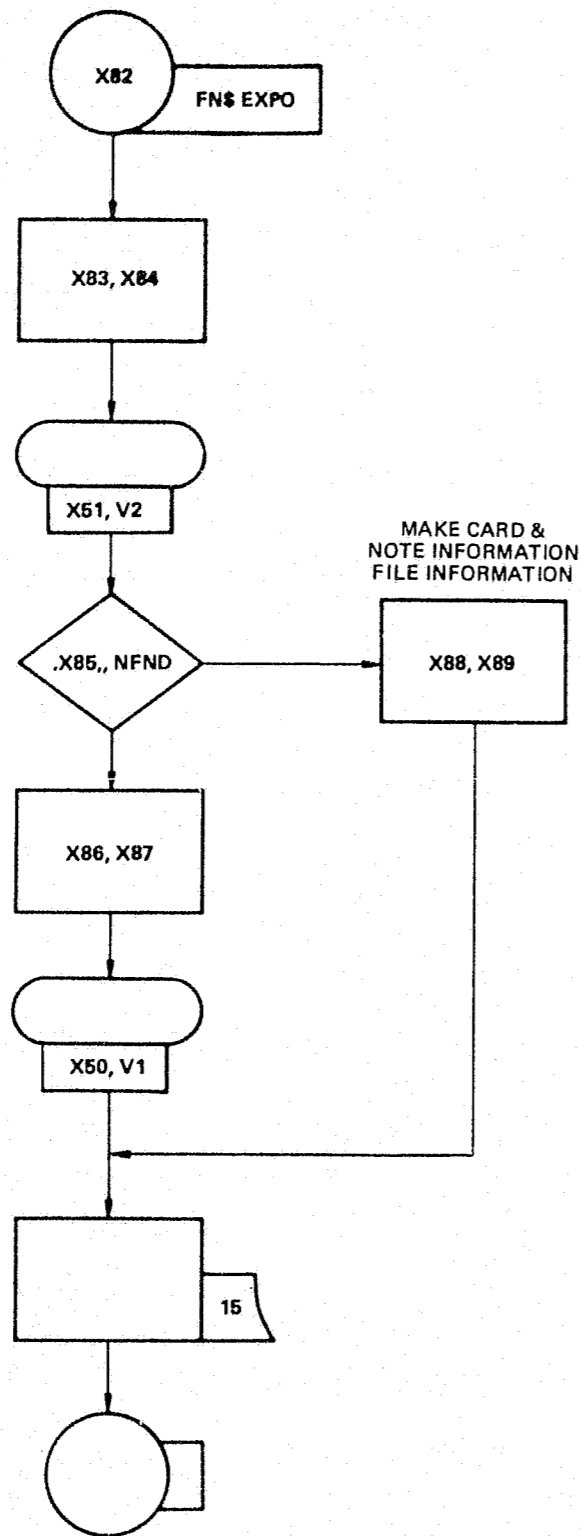 X82
FN$ EXPO
X83, X84
X51, V2
MAKE CARD &
NOTE INFORMATION
FILE INFORMATION
.X85,, NFND
X88, X89
X86, X87
X50, V1
15